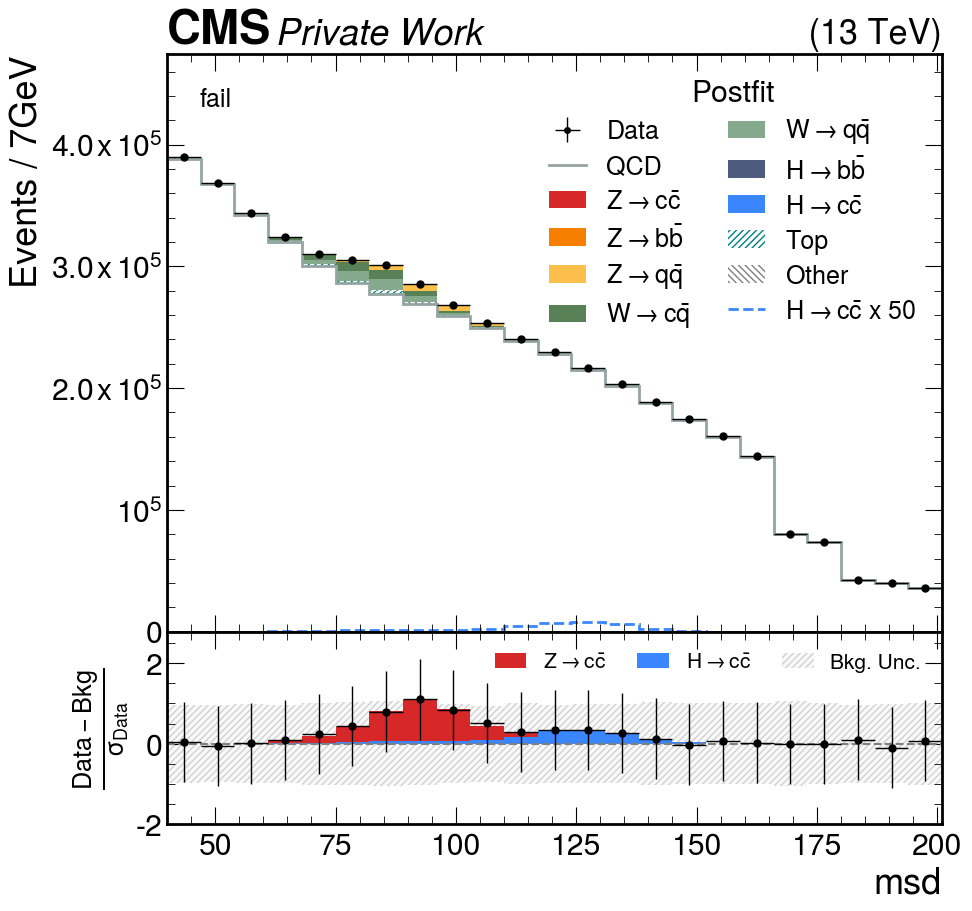 CMS Private Work (13 TeV)
Events / 7GeV
fail
Postfit
Data
QCD
Z → cc̄
Z → bb̄
Z → qq̄
W → cq̄
W → qq̄
H → bb̄
H → cc̄
Top
Other
H → cc̄ x 50
4.0 x 10⁵
3.0 x 10⁵
2.0 x 10⁵
10⁵
0
Z → cc̄ H → cc̄ Bkg. Unc.
Data − Bkg
σData
2
0
-2
50 75 100 125 150 175 200
msd